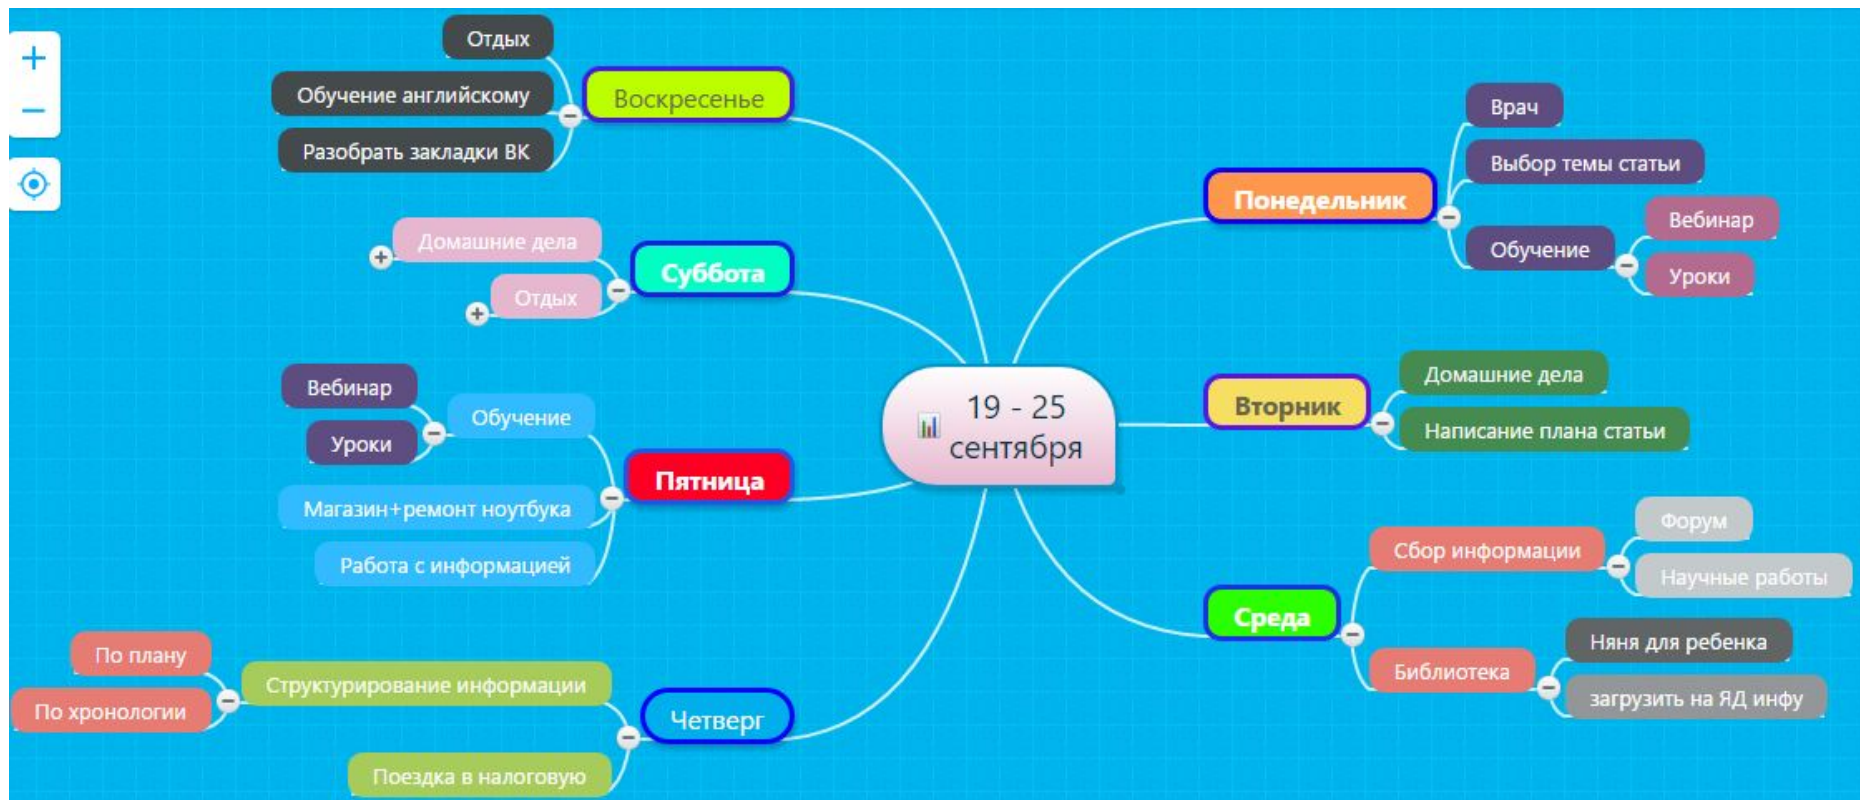 19 - 25
сентября
Понедельник
Врач
Выбор темы статьи
Обучение
Вебинар
Уроки
Вторник
Домашние дела
Написание плана статьи
Среда
Сбор информации
Форум
Научные работы
Библиотека
Няня для ребенка
загрузить на ЯД инфу
Четверг
Структурирование информации
По плану
По хронологии
Поездка в налоговую
Пятница
Обучение
Вебинар
Уроки
Магазин+ремонт ноутбука
Работа с информацией
Суббота
Домашние дела
Отдых
Воскресенье
Отдых
Обучение английскому
Разобрать закладки ВК